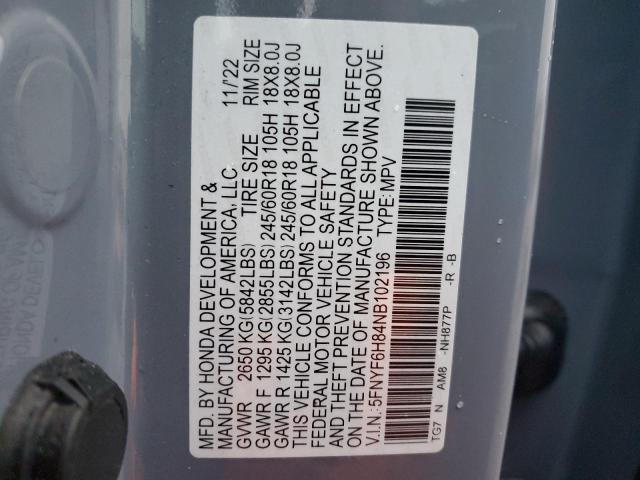 MFD. BY HONDA DEVELOPMENT &
MANUFACTURING OF AMERICA, LLC 11/22
TIRE SIZE RIM SIZE
GVWR 2650 KG(5842LBS)
GAWR F 1295 KG(2855LBS) 245/60R18 105H 18X8.0J
GAWR R 1425 KG(3142LBS) 245/60R18 105H 18X8.0J
THIS VEHICLE CONFORMS TO ALL APPLICABLE
FEDERAL MOTOR VEHICLE SAFETY
AND THEFT PREVENTION STANDARDS IN EFFECT
ON THE DATE OF MANUFACTURE SHOWN ABOVE.
V.I.N.:5FNYF6H84NB102196 TYPE:MPV
TG7 N AM8 -NH877P -R -B